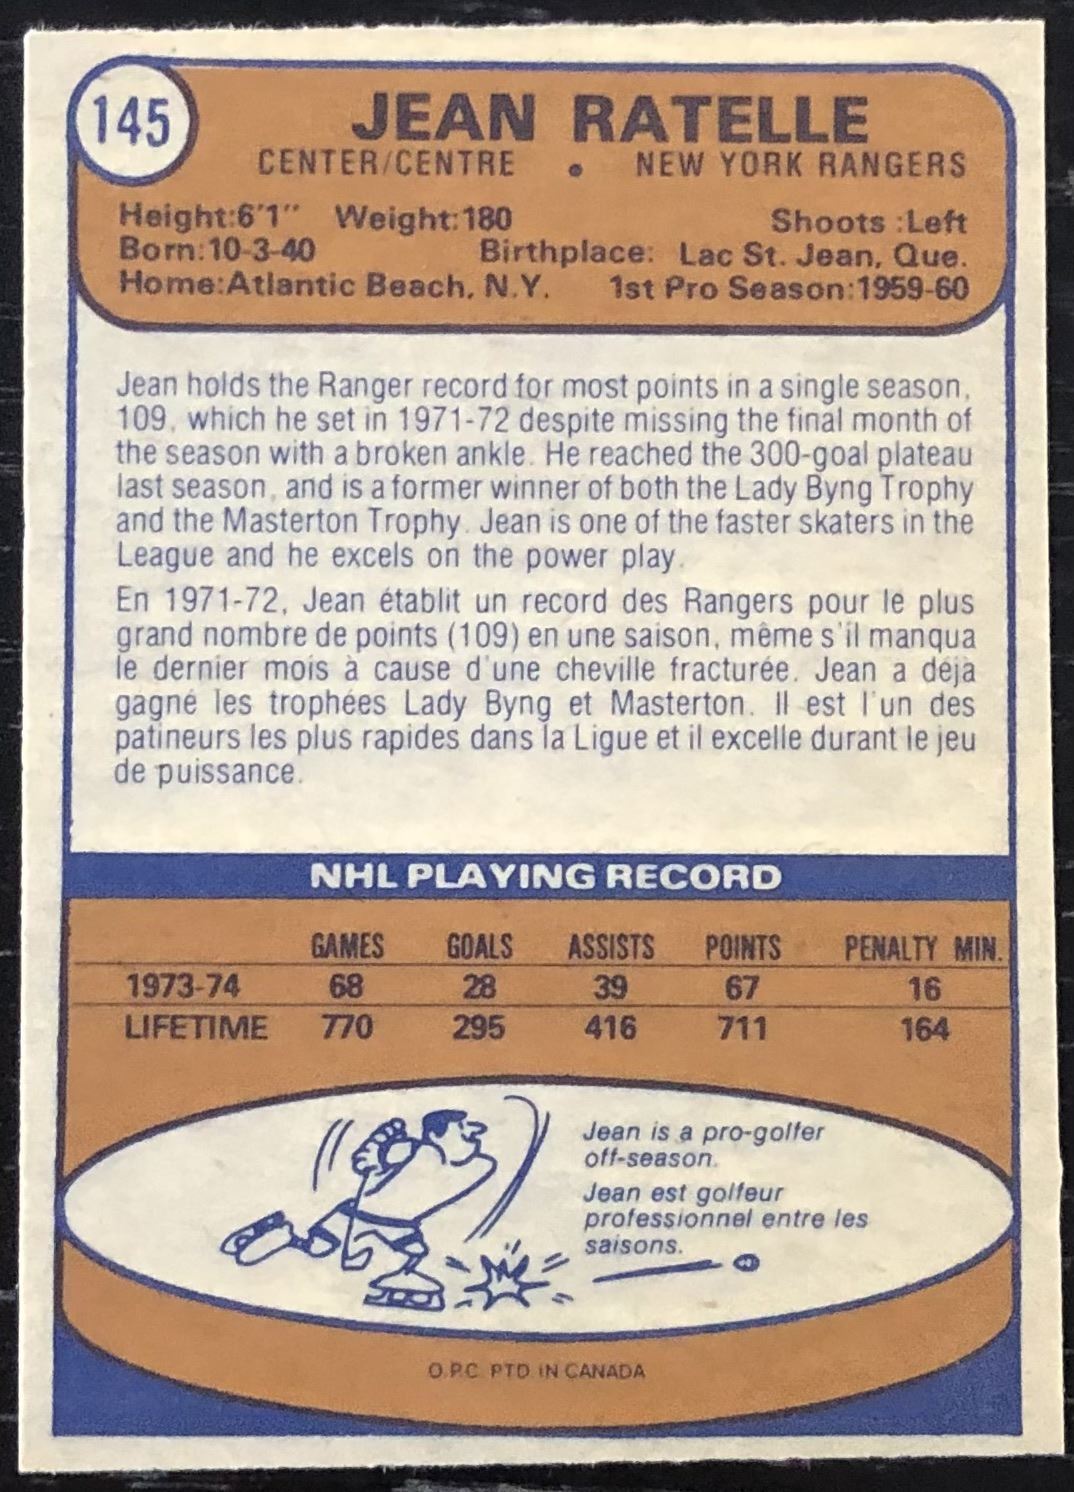 145
JEAN RATELLE
CENTER/CENTRE • NEW YORK RANGERS
Height:6'1" Weight:180 Shoots :Left
Born:10-3-40 Birthplace: Lac St. Jean, Que.
Home:Atlantic Beach, N.Y. 1st Pro Season:1959-60
Jean holds the Ranger record for most points in a single season,
109, which he set in 1971-72 despite missing the final month of
the season with a broken ankle. He reached the 300-goal plateau
last season, and is a former winner of both the Lady Byng Trophy
and the Masterton Trophy. Jean is one of the faster skaters in the
League and he excels on the power play.
En 1971-72, Jean établit un record des Rangers pour le plus
grand nombre de points (109) en une saison, même s'il manqua
le dernier mois à cause d'une cheville fracturée. Jean a déjà
gagné les trophées Lady Byng et Masterton. Il est l'un des
patineurs les plus rapides dans la Ligue et il excelle durant le jeu
de puissance.
NHL PLAYING RECORD
GAMES GOALS ASSISTS POINTS PENALTY MIN.
1973-74 68 28 39 67 16
LIFETIME 770 295 416 711 164
Jean is a pro-golfer
off-season.
Jean est golfeur
professionnel entre les
saisons.
O.P.C. PTD. IN CANADA